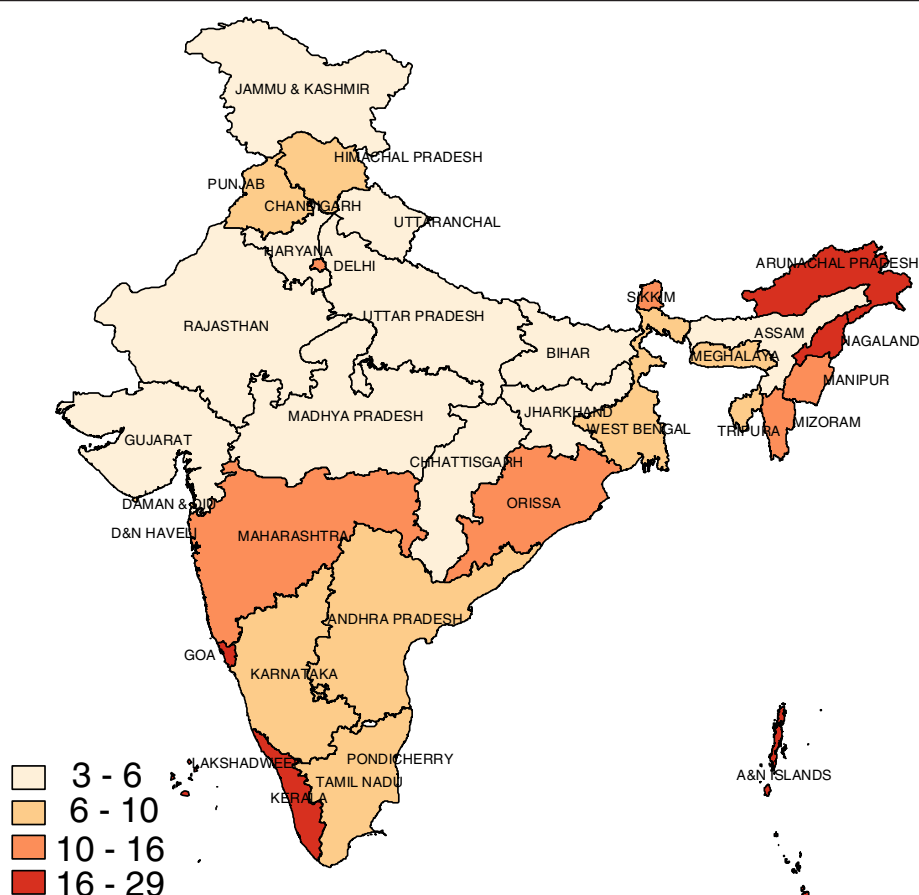 JAMMU & KASHMIR
HIMACHAL PRADESH
PUNJAB
CHANDIGARH
UTTARANCHAL
HARYANA
DELHI
ARUNACHAL PRADESH
SIKKIM
RAJASTHAN
UTTAR PRADESH
ASSAM
NAGALAND
BIHAR
MEGHALAYA
MANIPUR
MADHYA PRADESH
JHARKHAND
MIZORAM
WEST BENGAL
TRIPURA
GUJARAT
CHHATTISGARH
DAMAN & DIU
ORISSA
D&N HAVELI
MAHARASHTRA
ANDHRA PRADESH
GOA
KARNATAKA
LAKSHADWEEP
PONDICHERRY
A&N ISLANDS
TAMIL NADU
KERALA
3 - 6
6 - 10
10 - 16
16 - 29